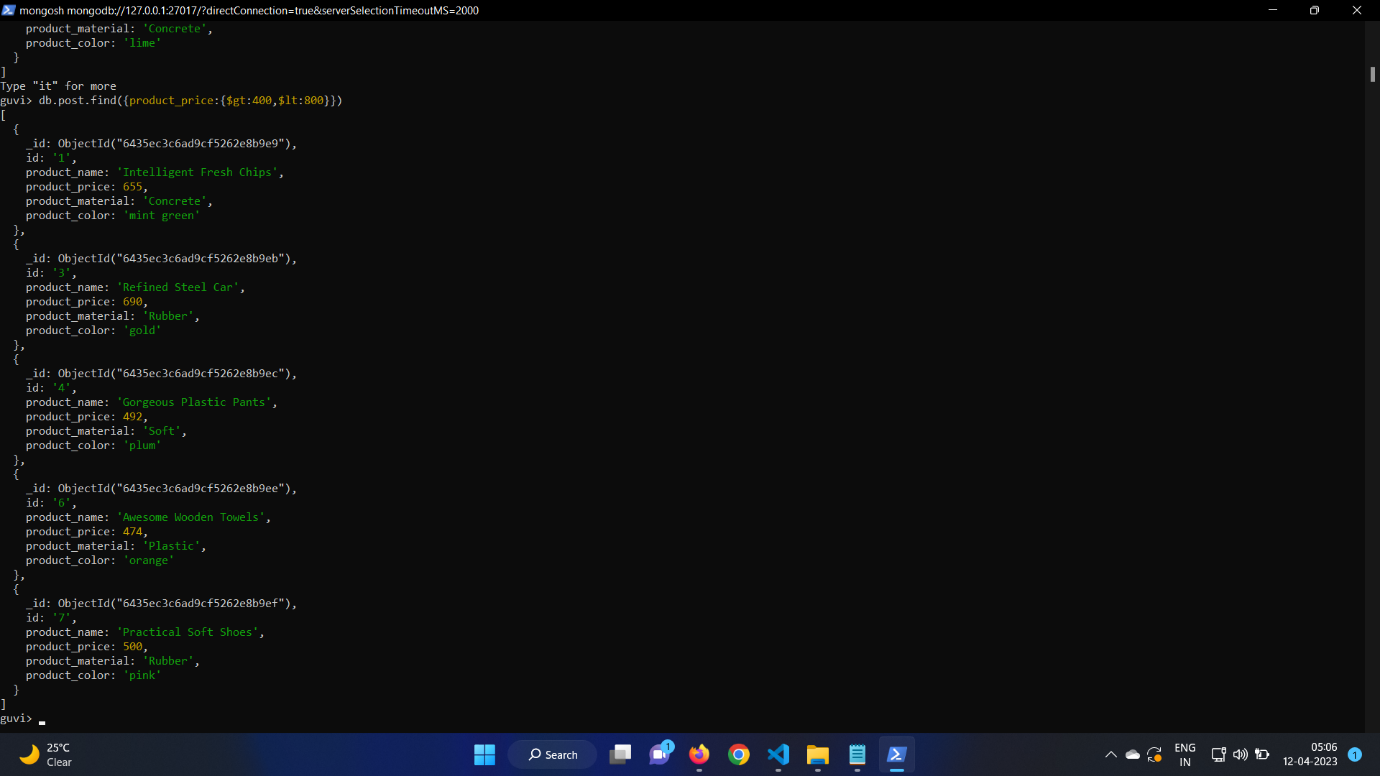 mongosh mongodb://127.0.0.1:27017/?directConnection=true&serverSelectionTimeoutMS=2000
    product_material: 'Concrete',
    product_color: 'lime'
  }
]
Type "it" for more
guvi> db.post.find({product_price:{$gt:400,$lt:800}})
[
  {
    _id: ObjectId("6435ec3c6ad9cf5262e8b9e9"),
    id: '1',
    product_name: 'Intelligent Fresh Chips',
    product_price: 655,
    product_material: 'Concrete',
    product_color: 'mint green'
  },
  {
    _id: ObjectId("6435ec3c6ad9cf5262e8b9eb"),
    id: '3',
    product_name: 'Refined Steel Car',
    product_price: 690,
    product_material: 'Rubber',
    product_color: 'gold'
  },
  {
    _id: ObjectId("6435ec3c6ad9cf5262e8b9ec"),
    id: '4',
    product_name: 'Gorgeous Plastic Pants',
    product_price: 492,
    product_material: 'Soft',
    product_color: 'plum'
  },
  {
    _id: ObjectId("6435ec3c6ad9cf5262e8b9ee"),
    id: '6',
    product_name: 'Awesome Wooden Towels',
    product_price: 474,
    product_material: 'Plastic',
    product_color: 'orange'
  },
  {
    _id: ObjectId("6435ec3c6ad9cf5262e8b9ef"),
    id: '7',
    product_name: 'Practical Soft Shoes',
    product_price: 500,
    product_material: 'Rubber',
    product_color: 'pink'
  }
]
guvi>
25°C
Clear
Search
1
ENG
IN
05:06
12-04-2023
1